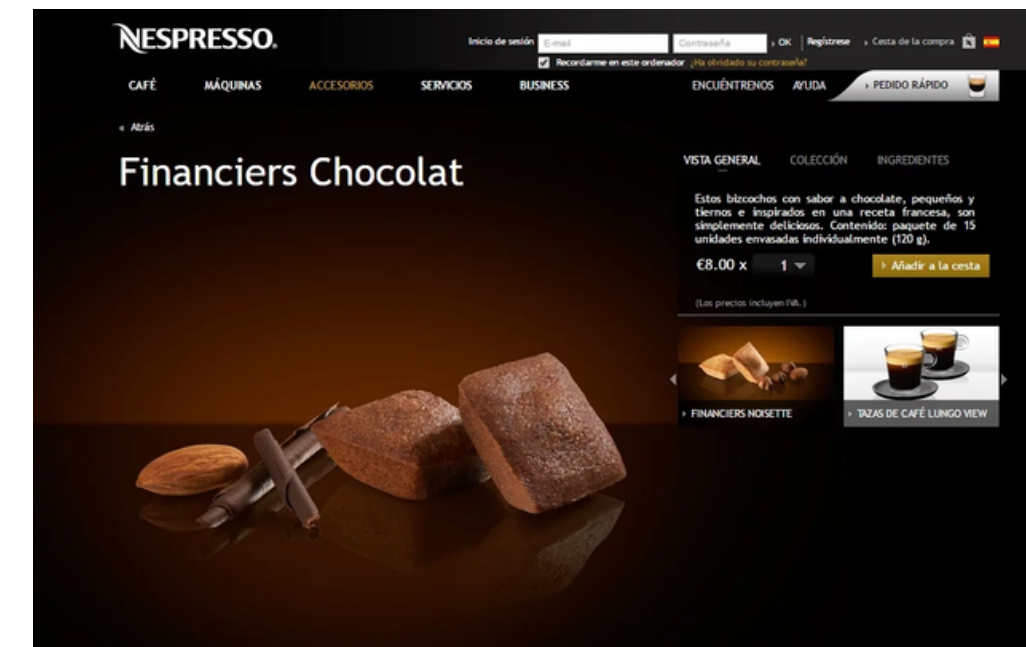 NESPRESSO.
Inicio de sesión E-mail Contraseña › OK Regístrese › Cesta de la compra
Recordarme en este ordenador ¿Ha olvidado su contraseña?
CAFÉ MÁQUINAS ACCESORIOS SERVICIOS BUSINESS ENCUÉNTRENOS AYUDA › PEDIDO RÁPIDO
« Atrás
Financiers Chocolat
VISTA GENERAL COLECCIÓN INGREDIENTES
Estos bizcochos con sabor a chocolate, pequeños y
tiernos e inspirados en una receta francesa, son
simplemente deliciosos. Contenido: paquete de 15
unidades envasadas individualmente (120 g).
€8.00 x 1 › Añadir a la cesta
(Los precios incluyen IVA.)
› FINANCIERS NOISETTE › TAZAS DE CAFÉ LUNGO VIEW